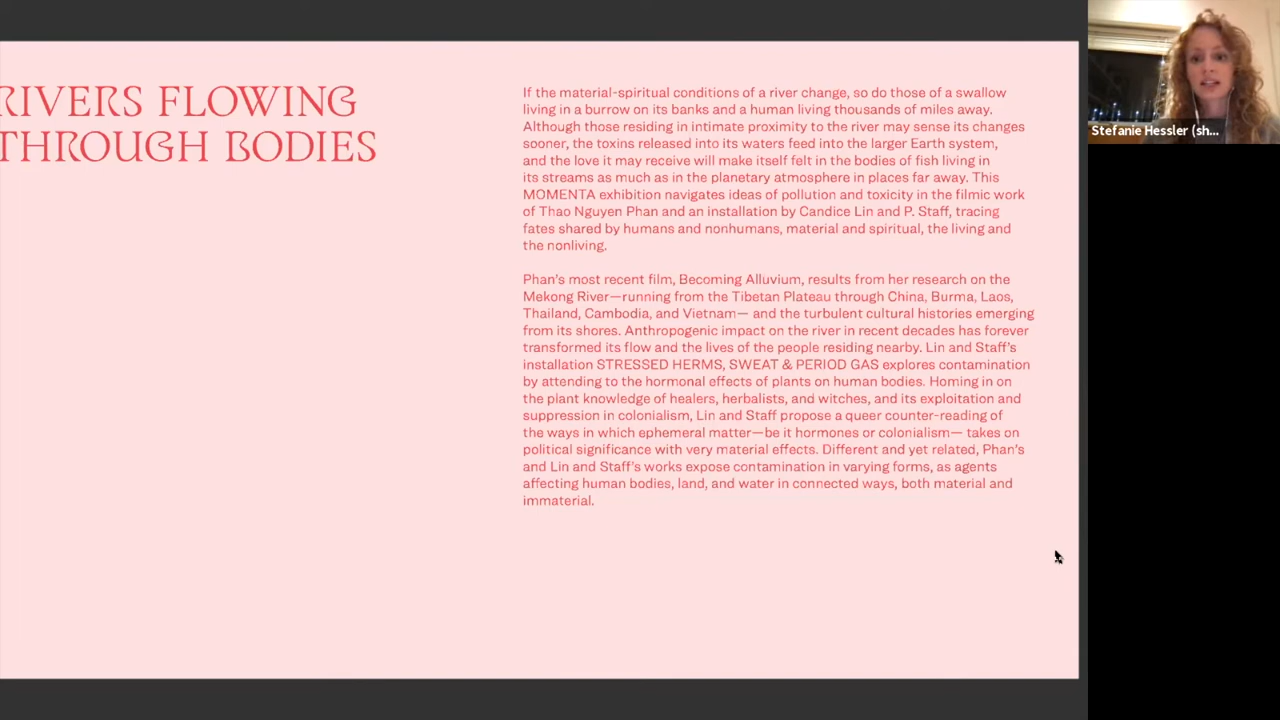 RIVERS FLOWING
THROUGH BODIES
If the material-spiritual conditions of a river change, so do those of a swallow
living in a burrow on its banks and a human living thousands of miles away.
Although those residing in intimate proximity to the river may sense its changes
sooner, the toxins released into its waters feed into the larger Earth system,
and the love it may receive will make itself felt in the bodies of fish living in
its streams as much as in the planetary atmosphere in places far away. This
MOMENTA exhibition navigates ideas of pollution and toxicity in the filmic work
of Thao Nguyen Phan and an installation by Candice Lin and P. Staff, tracing
fates shared by humans and nonhumans, material and spiritual, the living and
the nonliving.
Phan's most recent film, Becoming Alluvium, results from her research on the
Mekong River—running from the Tibetan Plateau through China, Burma, Laos,
Thailand, Cambodia, and Vietnam— and the turbulent cultural histories emerging
from its shores. Anthropogenic impact on the river in recent decades has forever
transformed its flow and the lives of the people residing nearby. Lin and Staff's
installation STRESSED HERMS, SWEAT & PERIOD GAS explores contamination
by attending to the hormonal effects of plants on human bodies. Homing in on
the plant knowledge of healers, herbalists, and witches, and its exploitation and
suppression in colonialism, Lin and Staff propose a queer counter-reading of
the ways in which ephemeral matter—be it hormones or colonialism— takes on
political significance with very material effects. Different and yet related, Phan's
and Lin and Staff's works expose contamination in varying forms, as agents
affecting human bodies, land, and water in connected ways, both material and
immaterial.
Stefanie Hessler (sh...